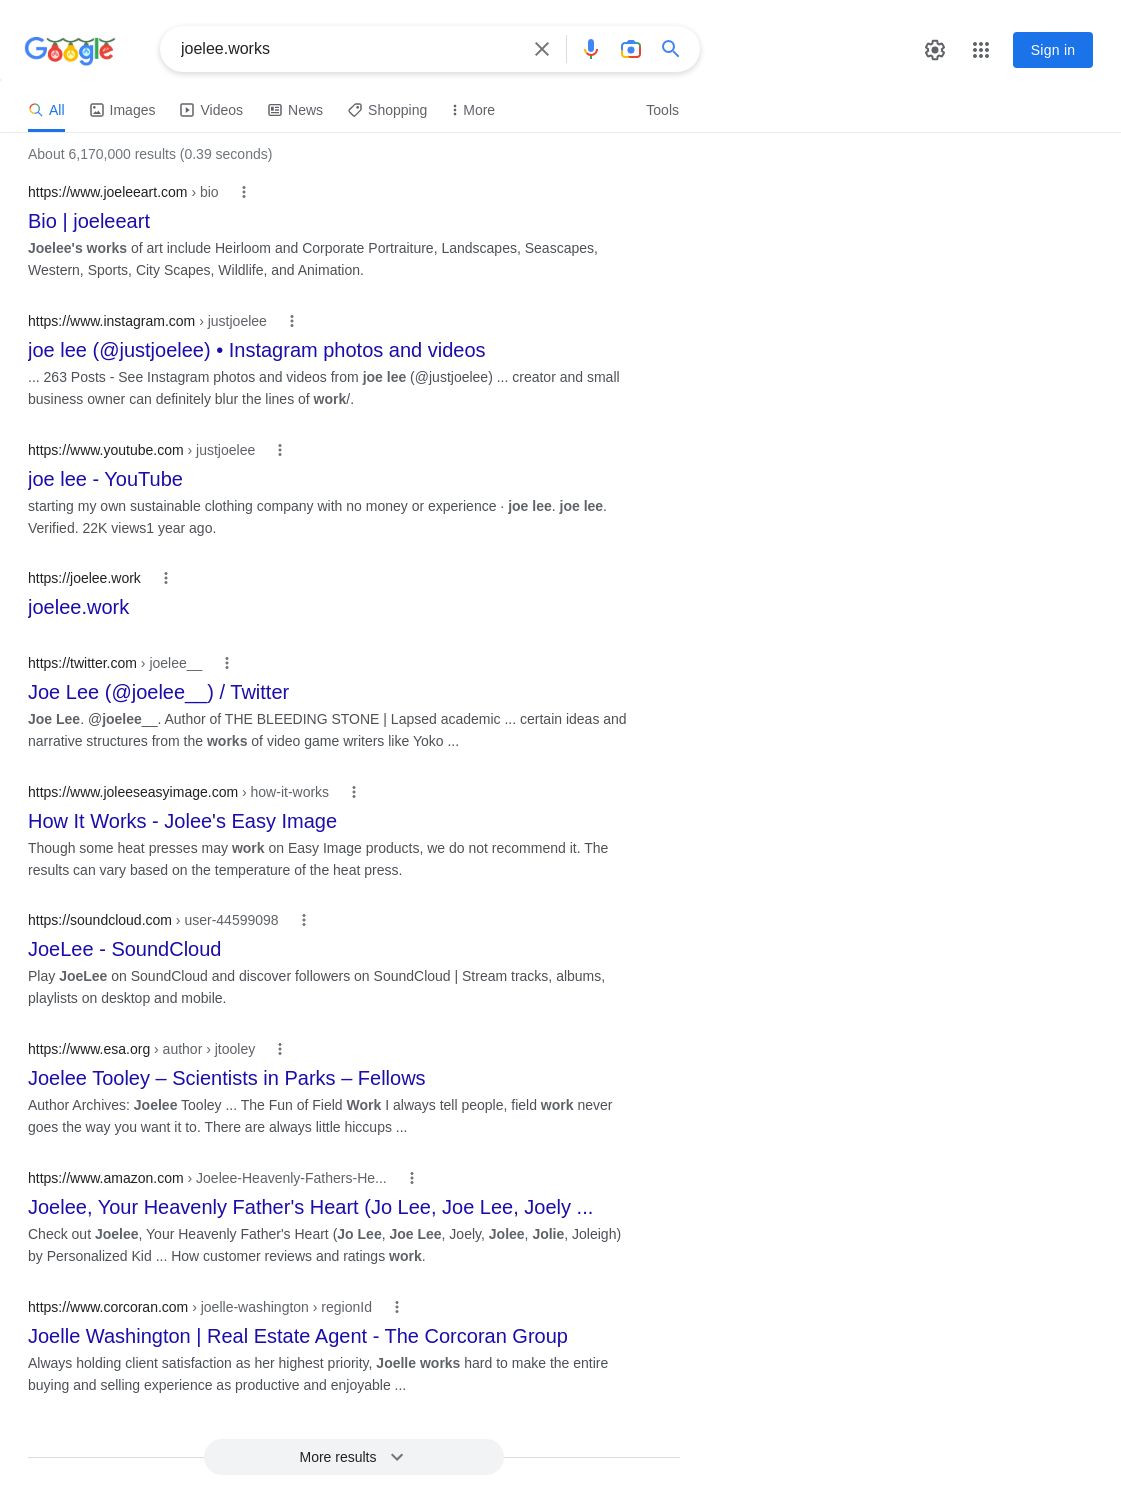 Google
joelee.works
Sign in
All Images Videos News Shopping More Tools
About 6,170,000 results (0.39 seconds)
https://www.joeleeart.com › bio
Bio | joeleeart
Joelee's works of art include Heirloom and Corporate Portraiture, Landscapes, Seascapes,
Western, Sports, City Scapes, Wildlife, and Animation.
https://www.instagram.com › justjoelee
joe lee (@justjoelee) • Instagram photos and videos
... 263 Posts - See Instagram photos and videos from joe lee (@justjoelee) ... creator and small
business owner can definitely blur the lines of work/.
https://www.youtube.com › justjoelee
joe lee - YouTube
starting my own sustainable clothing company with no money or experience · joe lee. joe lee.
Verified. 22K views1 year ago.
https://joelee.work
joelee.work
https://twitter.com › joelee__
Joe Lee (@joelee__) / Twitter
Joe Lee. @joelee__. Author of THE BLEEDING STONE | Lapsed academic ... certain ideas and
narrative structures from the works of video game writers like Yoko ...
https://www.joleeseasyimage.com › how-it-works
How It Works - Jolee's Easy Image
Though some heat presses may work on Easy Image products, we do not recommend it. The
results can vary based on the temperature of the heat press.
https://soundcloud.com › user-44599098
JoeLee - SoundCloud
Play JoeLee on SoundCloud and discover followers on SoundCloud | Stream tracks, albums,
playlists on desktop and mobile.
https://www.esa.org › author › jtooley
Joelee Tooley – Scientists in Parks – Fellows
Author Archives: Joelee Tooley ... The Fun of Field Work I always tell people, field work never
goes the way you want it to. There are always little hiccups ...
https://www.amazon.com › Joelee-Heavenly-Fathers-He...
Joelee, Your Heavenly Father's Heart (Jo Lee, Joe Lee, Joely ...
Check out Joelee, Your Heavenly Father's Heart (Jo Lee, Joe Lee, Joely, Jolee, Jolie, Joleigh)
by Personalized Kid ... How customer reviews and ratings work.
https://www.corcoran.com › joelle-washington › regionId
Joelle Washington | Real Estate Agent - The Corcoran Group
Always holding client satisfaction as her highest priority, Joelle works hard to make the entire
buying and selling experience as productive and enjoyable ...
More results